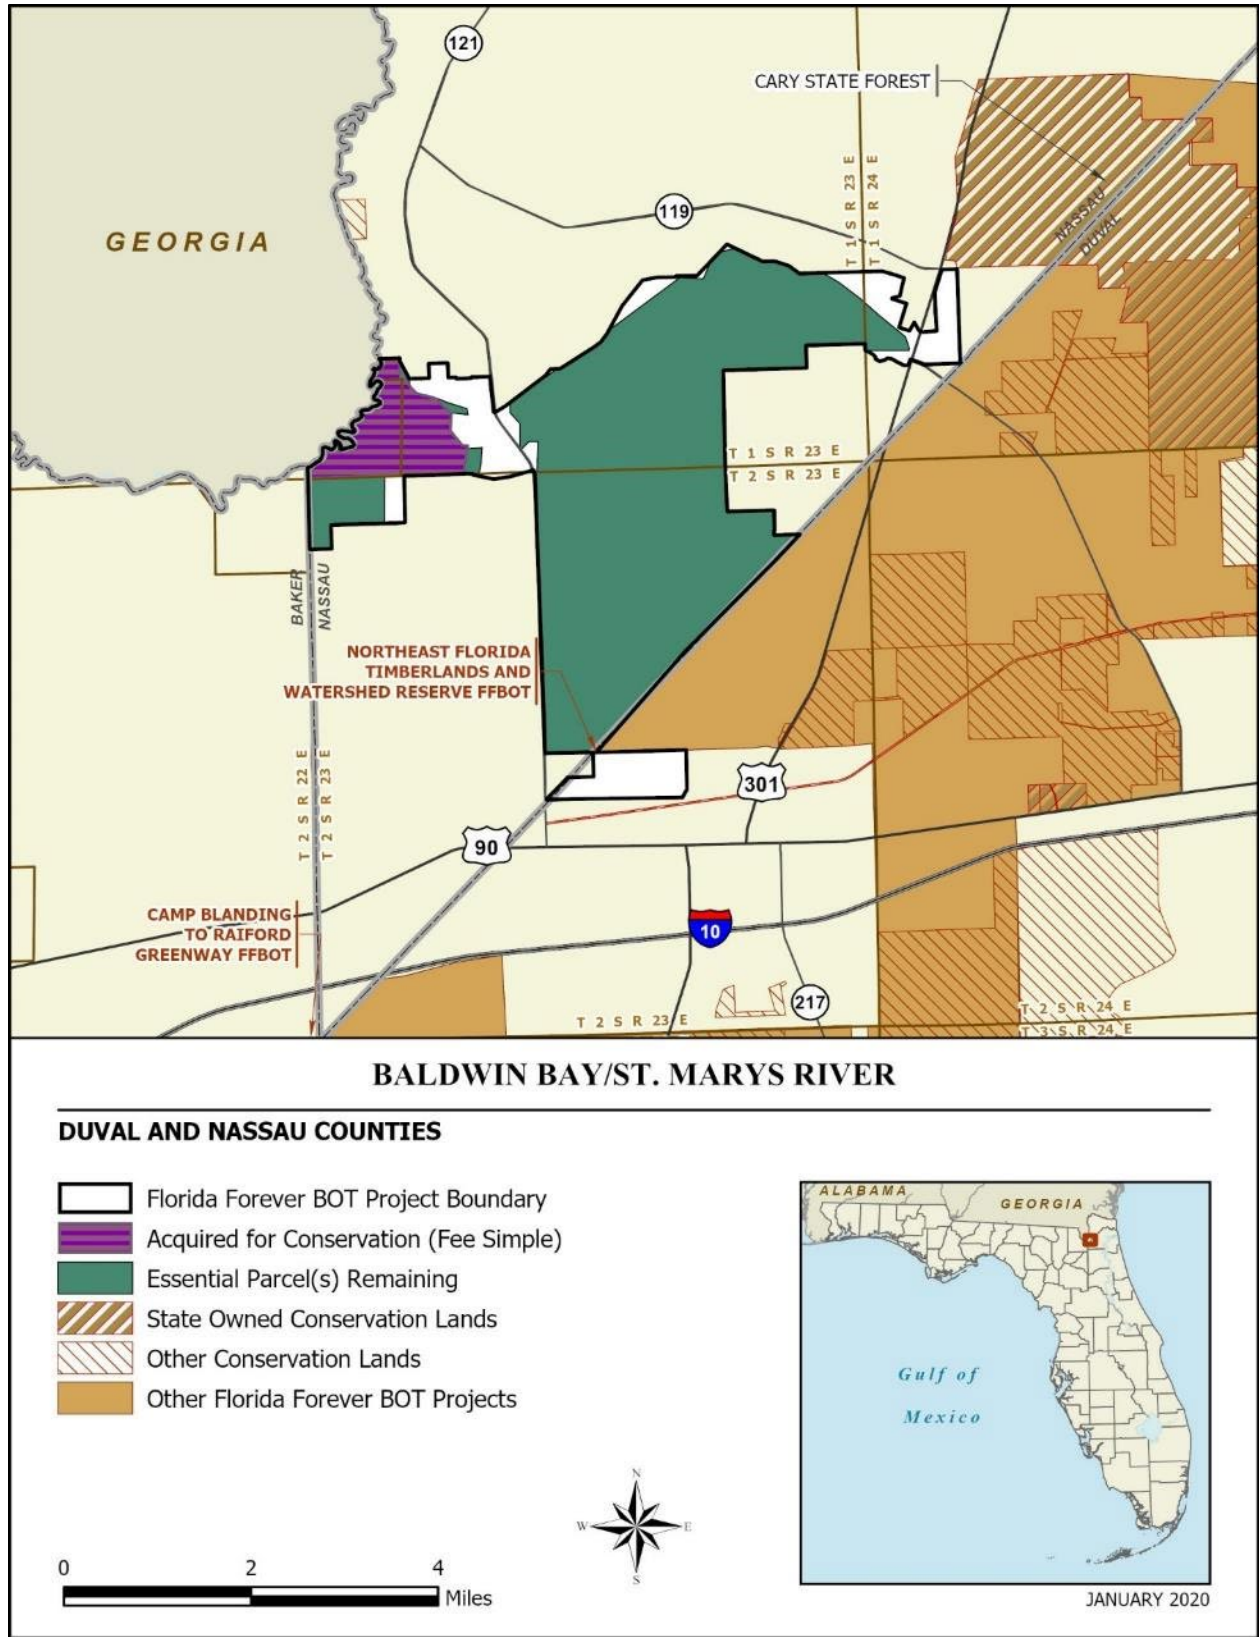 121
CARY STATE FOREST
GEORGIA
119
T 1 S R 23 E
T 1 S R 24 E
NASSAU
DUVAL
T 1 S R 23 E
T 2 S R 23 E
BAKER
NASSAU
NORTHEAST FLORIDA
TIMBERLANDS AND
WATERSHED RESERVE FFBOT
T 2 S R 22 E
T 2 S R 23 E
301
90
CAMP BLANDING
TO RAIFORD
GREENWAY FFBOT
10
217
T 2 S R 23 E
T 2 S R 24 E
T 3 S R 24 E
BALDWIN BAY/ST. MARYS RIVER
DUVAL AND NASSAU COUNTIES
Florida Forever BOT Project Boundary
Acquired for Conservation (Fee Simple)
Essential Parcel(s) Remaining
State Owned Conservation Lands
Other Conservation Lands
Other Florida Forever BOT Projects
ALABAMA
GEORGIA
Gulf of
Mexico
N
W
E
S
0
2
4
Miles
JANUARY 2020